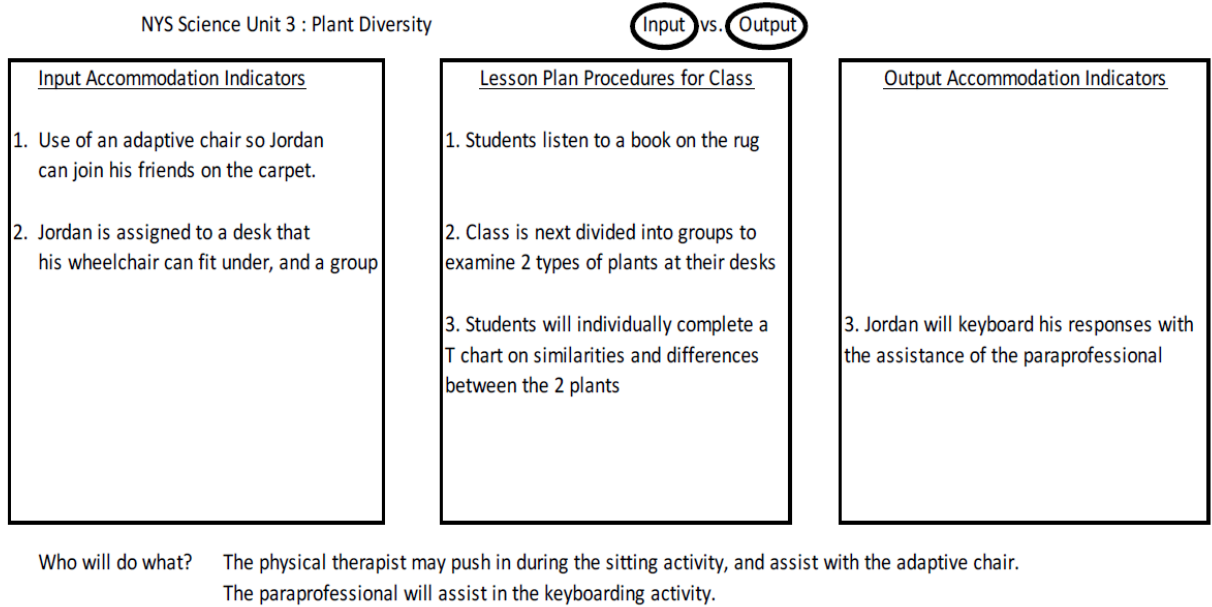 NYS Science Unit 3 : Plant Diversity
Input vs. Output
Input Accommodation Indicators
1. Use of an adaptive chair so Jordan
can join his friends on the carpet.
2. Jordan is assigned to a desk that
his wheelchair can fit under, and a group
Lesson Plan Procedures for Class
1. Students listen to a book on the rug
2. Class is next divided into groups to
examine 2 types of plants at their desks
3. Students will individually complete a
T chart on similarities and differences
between the 2 plants
Output Accommodation Indicators
3. Jordan will keyboard his responses with
the assistance of the paraprofessional
Who will do what? The physical therapist may push in during the sitting activity, and assist with the adaptive chair.
The paraprofessional will assist in the keyboarding activity.